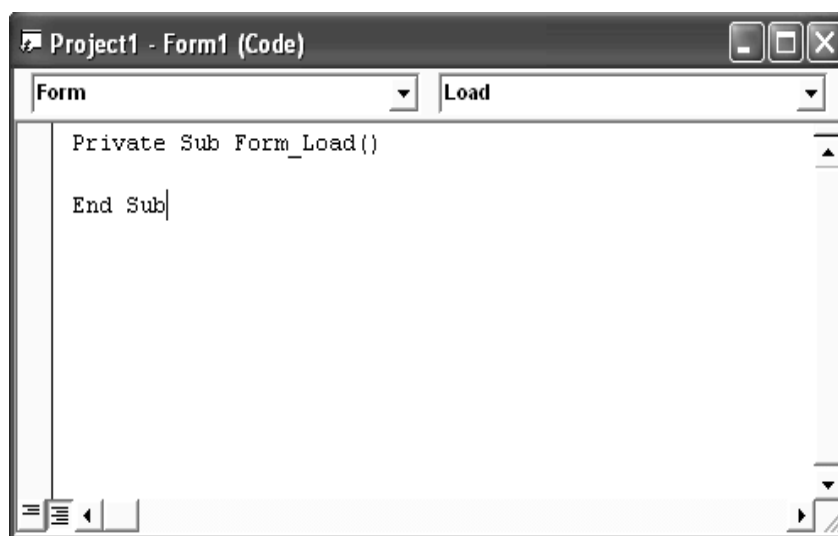 Project1 - Form1 (Code)
Form Load
Private Sub Form_Load()
End Sub